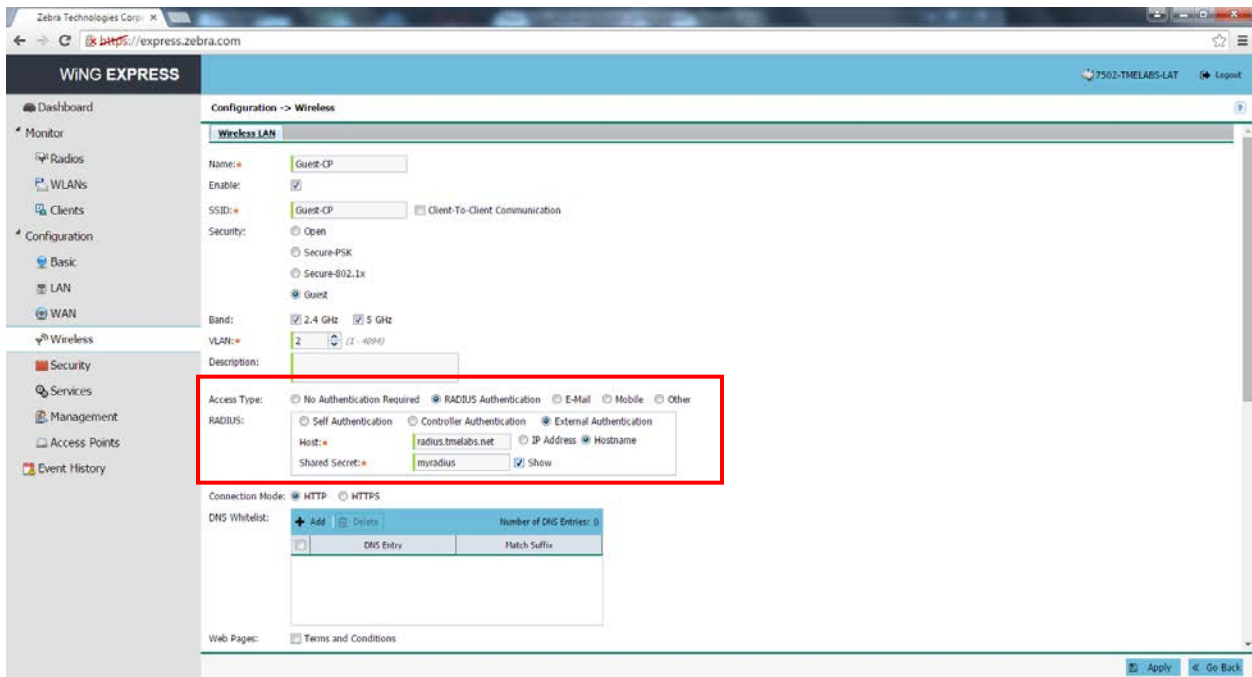 Zebra Technologies Corp
https://express.zebra.com
WiNG EXPRESS
7502-TMELABS-LAT Logout
Dashboard
Monitor
Radios
WLANs
Clients
Configuration
Basic
LAN
WAN
Wireless
Security
Services
Management
Access Points
Event History
Configuration -> Wireless
Wireless LAN
Name:* Guest-CP
Enable:
SSID:* Guest-CP Client-To-Client Communication
Security: Open
Secure-PSK
Secure-802.1x
Guest
Band: 2.4 GHz 5 GHz
VLAN:* 2 (1 - 4094)
Description:
Access Type: No Authentication Required RADIUS Authentication E-Mail Mobile Other
RADIUS: Self Authentication Controller Authentication External Authentication
Host:* radius.tmelabs.net IP Address Hostname
Shared Secret:* myradius Show
Connection Mode: HTTP HTTPS
DNS Whitelist: Add Delete Number of DNS Entries: 0
DNS Entry Match Suffix
Web Pages: Terms and Conditions
Apply Go Back